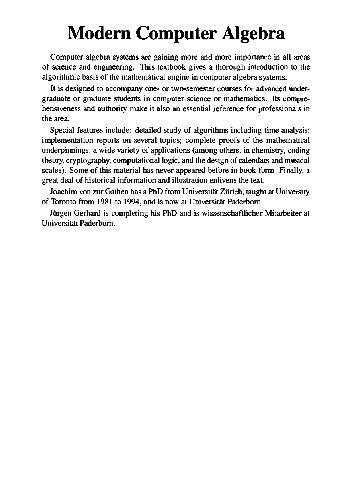 Modern Computer Algebra
Computer algebra systems are gaining more and more importance in all areas
of science and engineering. This textbook gives a thorough introduction to the
algorithmic basis of the mathematical engine in computer algebra systems.
It is designed to accompany one- or two-semester courses for advanced under-
graduate or graduate students in computer science or mathematics. Its compre-
hensiveness and authority make it also an essential reference for professionals in
the area.
Special features include: detailed study of algorithms including time analysis;
implementation reports on several topics; complete proofs of the mathematical
underpinnings; a wide variety of applications (among others, in chemistry, coding
theory, cryptography, computational logic, and the design of calendars and musical
scales). Some of this material has never appeared before in book form. Finally, a
great deal of historical information and illustration enlivens the text.
Joachim von zur Gathen has a PhD from Universität Zürich, taught at University
of Toronto from 1981 to 1994, and is now at Universität Paderborn.
Jürgen Gerhard is completing his PhD and is wissenschaftlicher Mitarbeiter at
Universität Paderborn.